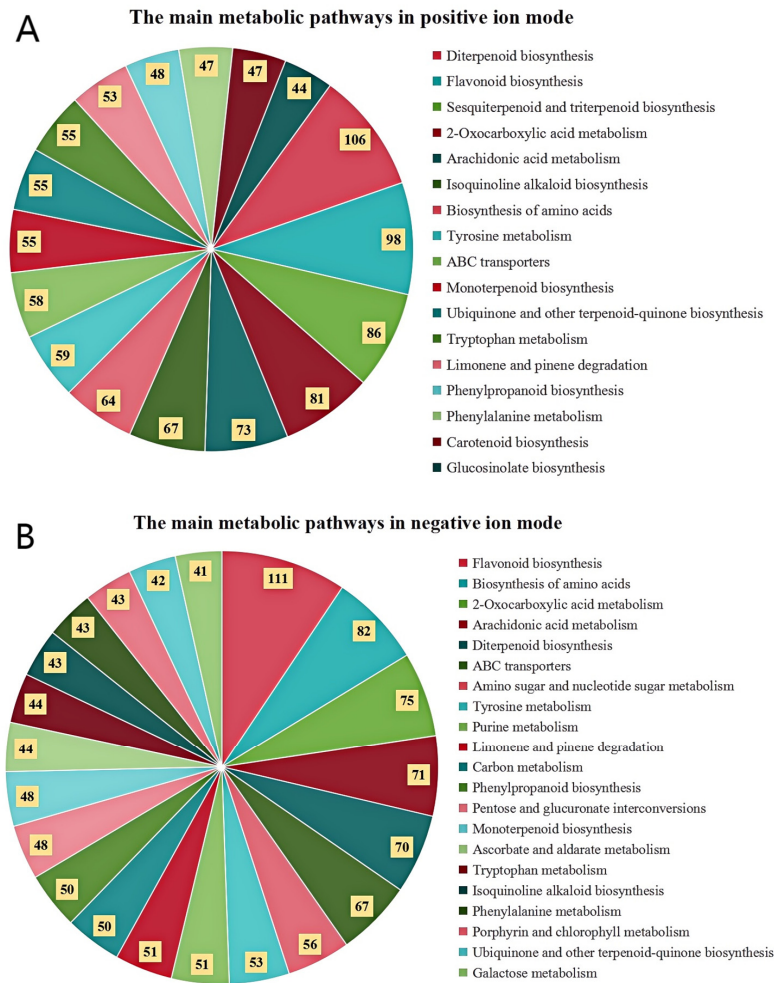 A
The main metabolic pathways in positive ion mode
48
47
47
44
53
106
55
55
98
55
58
86
59
64
67
73
81
Diterpenoid biosynthesis
Flavonoid biosynthesis
Sesquiterpenoid and triterpenoid biosynthesis
2-Oxocarboxylic acid metabolism
Arachidonic acid metabolism
Isoquinoline alkaloid biosynthesis
Biosynthesis of amino acids
Tyrosine metabolism
ABC transporters
Monoterpenoid biosynthesis
Ubiquinone and other terpenoid-quinone biosynthesis
Tryptophan metabolism
Limonene and pinene degradation
Phenylpropanoid biosynthesis
Phenylalanine metabolism
Carotenoid biosynthesis
Glucosinolate biosynthesis
B
The main metabolic pathways in negative ion mode
42
41
111
43
43
82
43
44
75
44
71
48
48
70
50
67
50
51
51
53
56
Flavonoid biosynthesis
Biosynthesis of amino acids
2-Oxocarboxylic acid metabolism
Arachidonic acid metabolism
Diterpenoid biosynthesis
ABC transporters
Amino sugar and nucleotide sugar metabolism
Tyrosine metabolism
Purine metabolism
Limonene and pinene degradation
Carbon metabolism
Phenylpropanoid biosynthesis
Pentose and glucuronate interconversions
Monoterpenoid biosynthesis
Ascorbate and aldarate metabolism
Tryptophan metabolism
Isoquinoline alkaloid biosynthesis
Phenylalanine metabolism
Porphyrin and chlorophyll metabolism
Ubiquinone and other terpenoid-quinone biosynthesis
Galactose metabolism